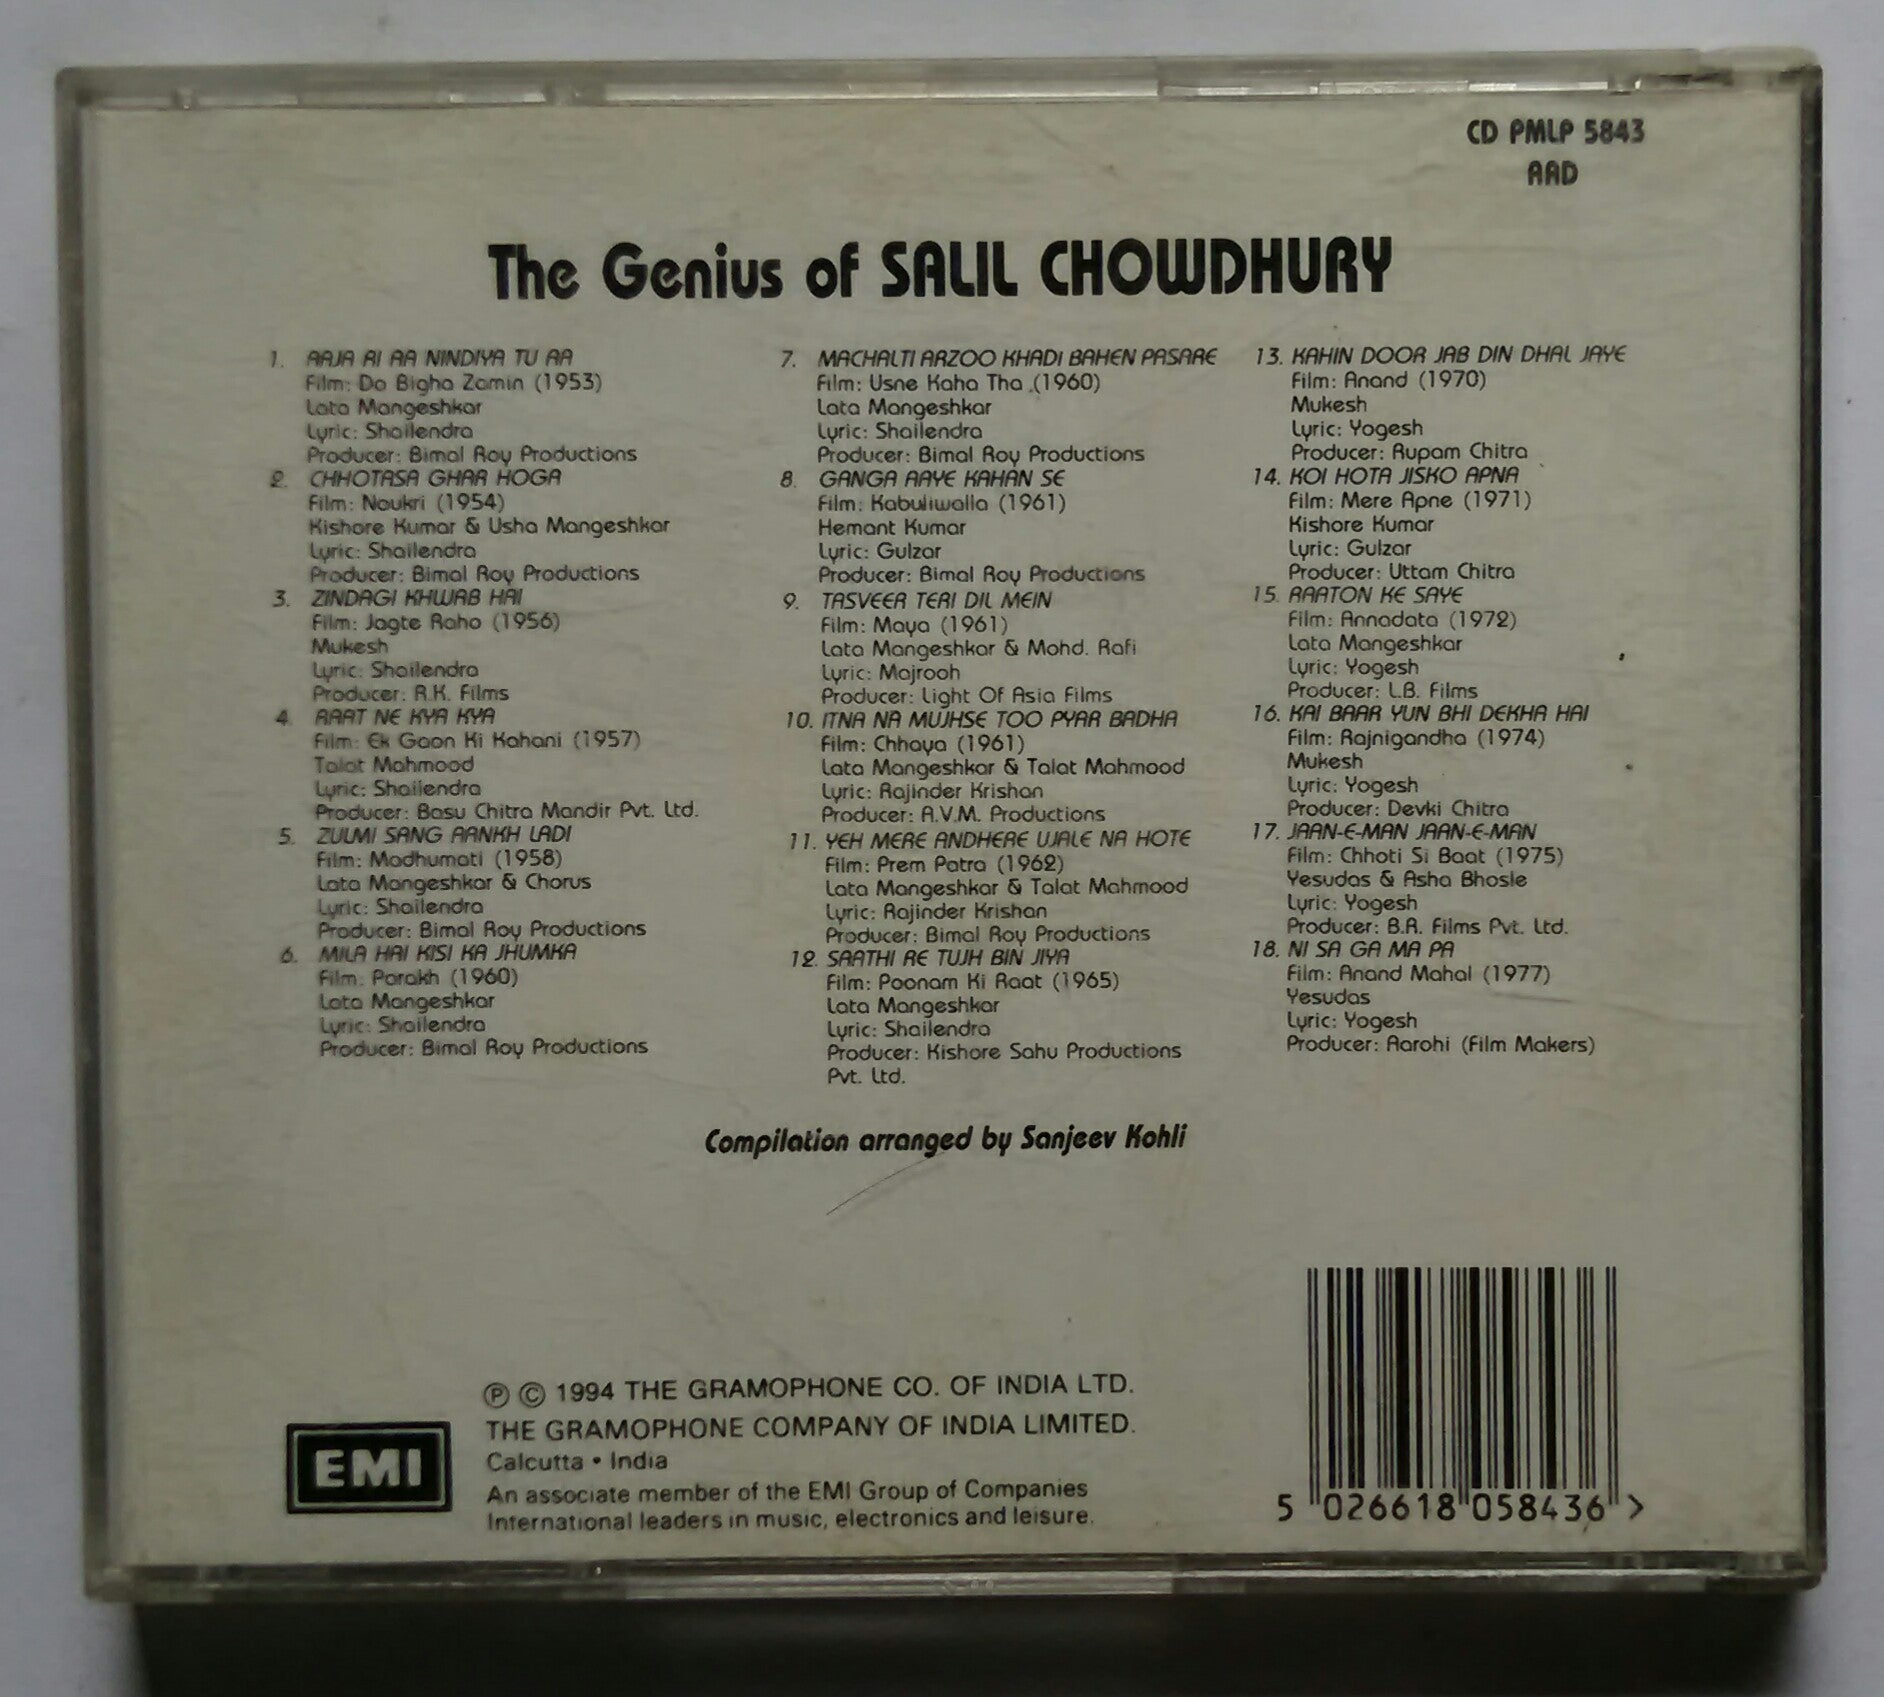 CD PMLP 5843
AAD
The Genius of SALIL CHOWDHURY
1. AAJA RI AA NINDIYA TU AA
Film: Do Bigha Zamin (1953)
Lata Mangeshkar
Lyric: Shailendra
Producer: Bimal Roy Productions
2. CHHOTASA GHAR HOGA
Film: Noukri (1954)
Kishore Kumar & Usha Mangeshkar
Lyric: Shailendra
Producer: Bimal Roy Productions
3. ZINDAGI KHWAB HAI
Film: Jagte Raho (1956)
Mukesh
Lyric: Shailendra
Producer: R.K. Films
4. RAAT NE KYA KYA
Film: Ek Gaon Ki Kahani (1957)
Talat Mahmood
Lyric: Shailendra
Producer: Basu Chitra Mandir Pvt. Ltd.
5. ZULMI SANG AANKH LADI
Film: Madhumati (1958)
Lata Mangeshkar & Chorus
Lyric: Shailendra
Producer: Bimal Roy Productions
6. MILA HAI KISI KA JHUMKA
Film: Parakh (1960)
Lata Mangeshkar
Lyric: Shailendra
Producer: Bimal Roy Productions
7. MACHALTI ARZOO KHADI BAHEN PASARE
Film: Usne Kaha Tha (1960)
Lata Mangeshkar
Lyric: Shailendra
Producer: Bimal Roy Productions
8. GANGA AAYE KAHAN SE
Film: Kabuliwalla (1961)
Hemant Kumar
Lyric: Gulzar
Producer: Bimal Roy Productions
9. TASVEER TERI DIL MEIN
Film: Maya (1961)
Lata Mangeshkar & Mohd. Rafi
Lyric: Majrooh
Producer: Light Of Asia Films
10. ITNA NA MUJHSE TOO PYAR BADHA
Film: Chhaya (1961)
Lata Mangeshkar & Talat Mahmood
Lyric: Rajinder Krishan
Producer: A.V.M. Productions
11. YEH MERE ANDHERE UJALE NA HOTE
Film: Prem Patra (1962)
Lata Mangeshkar & Talat Mahmood
Lyric: Rajinder Krishan
Producer: Bimal Roy Productions
12. SAATHI RE TUJH BIN JIYA
Film: Poonam Ki Raat (1965)
Lata Mangeshkar
Lyric: Shailendra
Producer: Kishore Sahu Productions
Pvt. Ltd.
13. KAHIN DOOR JAB DIN DHAL JAYE
Film: Anand (1970)
Mukesh
Lyric: Yogesh
Producer: Rupam Chitra
14. KOI HOTA JISKO APNA
Film: Mere Apne (1971)
Kishore Kumar
Lyric: Gulzar
Producer: Uttam Chitra
15. RAATON KE SAYE
Film: Annadata (1972)
Lata Mangeshkar
Lyric: Yogesh
Producer: L.B. Films
16. KAI BAAR YUN BHI DEKHA HAI
Film: Rajnigandha (1974)
Mukesh
Lyric: Yogesh
Producer: Devki Chitra
17. JAAN-E-MAN JAAN-E-MAN
Film: Chhoti Si Baat (1975)
Yesudas & Asha Bhosle
Lyric: Yogesh
Producer: B.R. Films Pvt. Ltd.
18. NI SA GA MA PA
Film: Anand Mahal (1977)
Yesudas
Lyric: Yogesh
Producer: Aarohi (Film Makers)
Compilation arranged by Sanjeev Kohli
Ⓟ © 1994 THE GRAMOPHONE CO. OF INDIA LTD.
THE GRAMOPHONE COMPANY OF INDIA LIMITED.
Calcutta • India
An associate member of the EMI Group of Companies
International leaders in music, electronics and leisure.
EMI
5 026618 058436 >